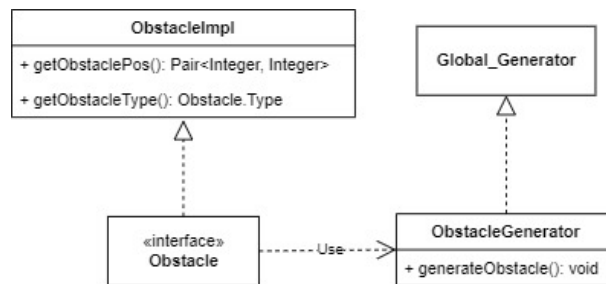 ObstacleImpl
+ getObstaclePos(): Pair<Integer, Integer>
+ getObstacleType(): Obstacle.Type
Global_Generator
«interface»
Obstacle
Use
ObstacleGenerator
+ generateObstacle(): void